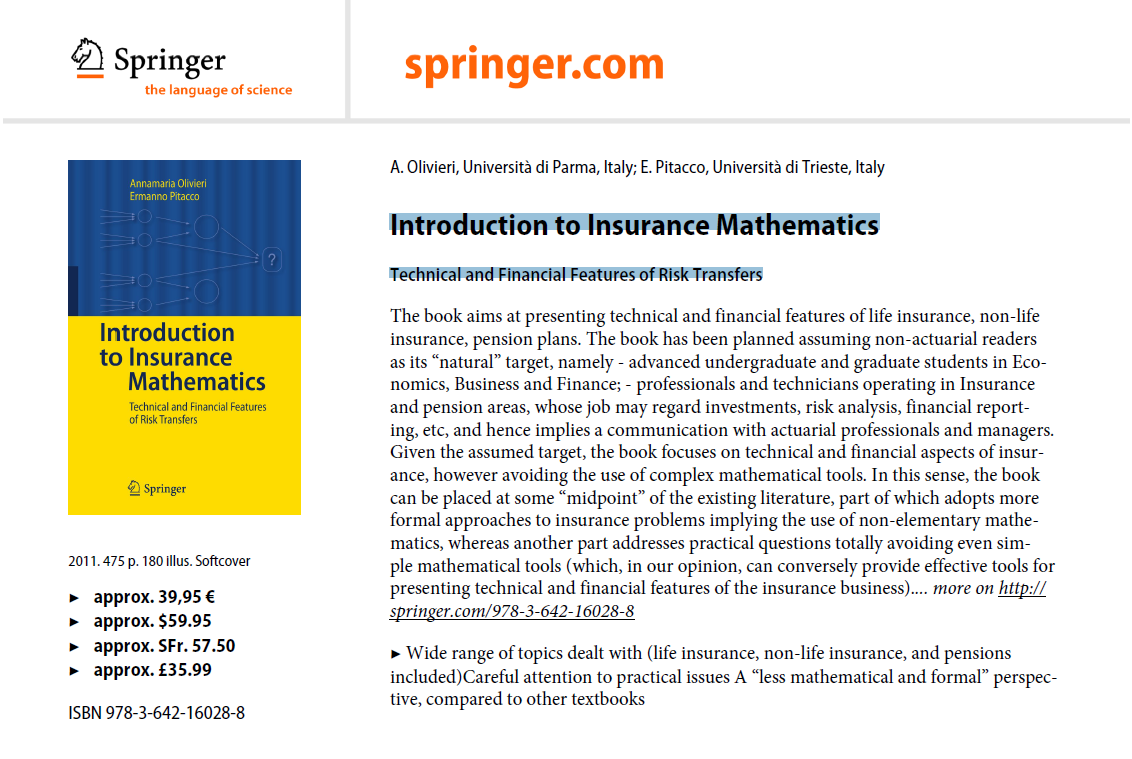 Springer
the language of science
springer.com
Annamaria Olivieri
Ermanno Pitacco
?
Introduction
to Insurance
Mathematics
Technical and Financial Features
of Risk Transfers
Springer
2011. 475 p. 180 illus. Softcover
► approx. 39,95 €
► approx. $59.95
► approx. SFr. 57.50
► approx. £35.99
ISBN 978-3-642-16028-8
A. Olivieri, Università di Parma, Italy; E. Pitacco, Università di Trieste, Italy
Introduction to Insurance Mathematics
Technical and Financial Features of Risk Transfers
The book aims at presenting technical and financial features of life insurance, non-life
insurance, pension plans. The book has been planned assuming non-actuarial readers
as its “natural” target, namely - advanced undergraduate and graduate students in Eco-
nomics, Business and Finance; - professionals and technicians operating in Insurance
and pension areas, whose job may regard investments, risk analysis, financial report-
ing, etc, and hence implies a communication with actuarial professionals and managers.
Given the assumed target, the book focuses on technical and financial aspects of insur-
ance, however avoiding the use of complex mathematical tools. In this sense, the book
can be placed at some “midpoint” of the existing literature, part of which adopts more
formal approaches to insurance problems implying the use of non-elementary mathe-
matics, whereas another part addresses practical questions totally avoiding even sim-
ple mathematical tools (which, in our opinion, can conversely provide effective tools for
presenting technical and financial features of the insurance business).... more on http://
springer.com/978-3-642-16028-8
► Wide range of topics dealt with (life insurance, non-life insurance, and pensions
included)Careful attention to practical issues A “less mathematical and formal” perspec-
tive, compared to other textbooks